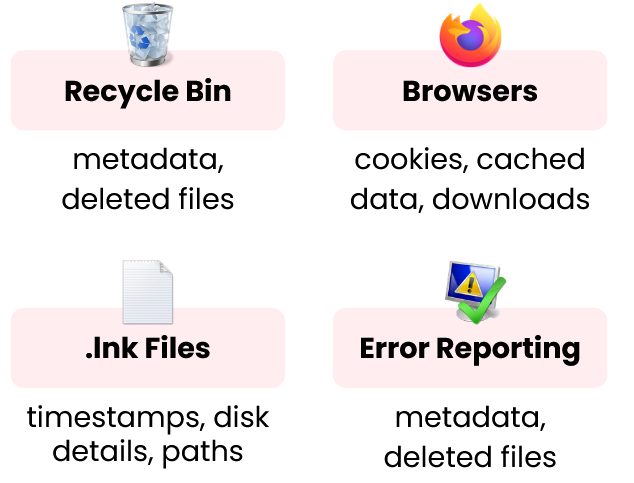 Recycle Bin
metadata,
deleted files
Browsers
cookies, cached
data, downloads
.lnk Files
timestamps, disk
details, paths
Error Reporting
metadata,
deleted files